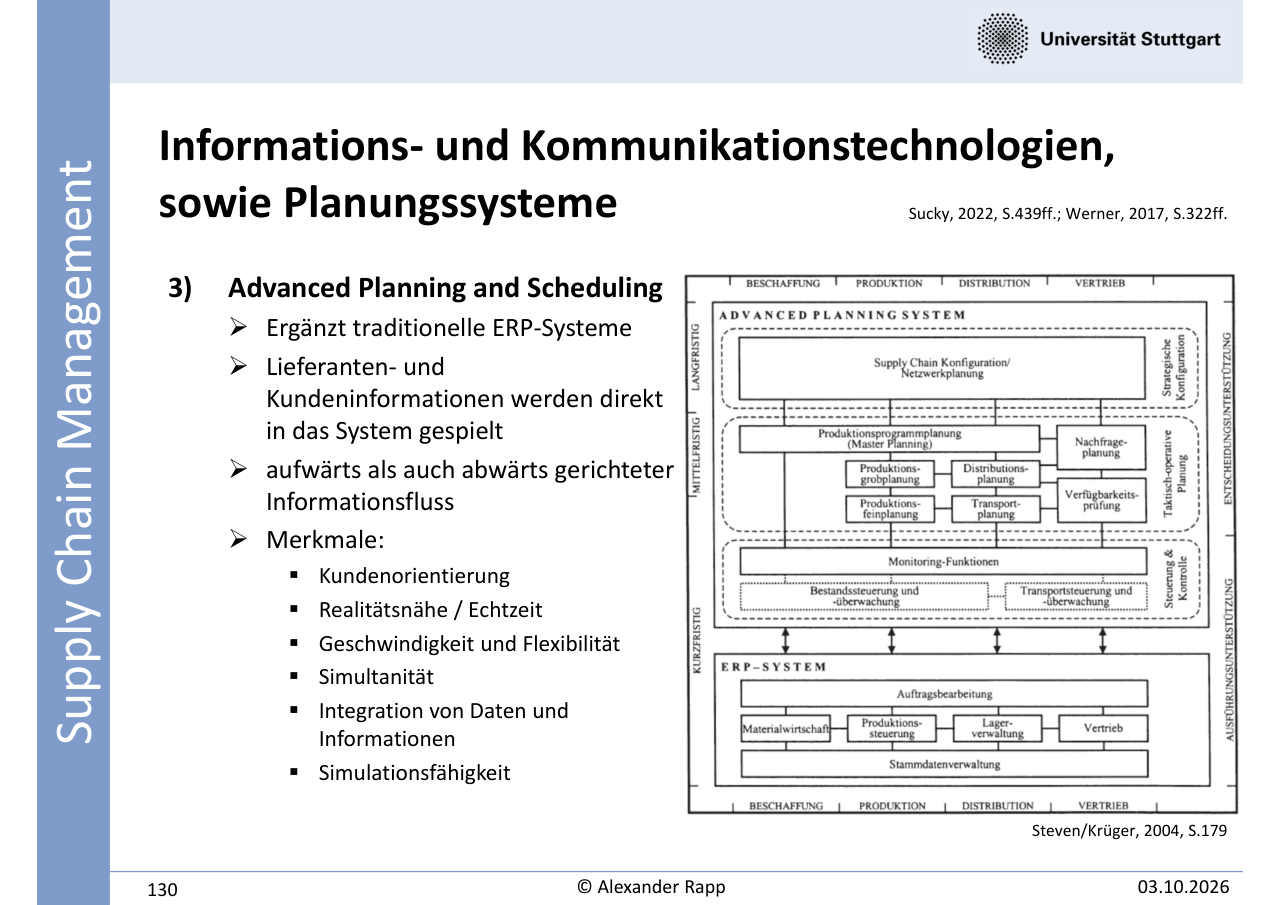 Universität Stuttgart
Supply Chain Management
Informations- und Kommunikationstechnologien,
sowie Planungssysteme
Sucky, 2022, S.439ff.; Werner, 2017, S.322ff.
3) Advanced Planning and Scheduling
➢ Ergänzt traditionelle ERP-Systeme
➢ Lieferanten- und
Kundeninformationen werden direkt
in das System gespielt
➢ aufwärts als auch abwärts gerichteter
Informationsfluss
➢ Merkmale:
▪ Kundenorientierung
▪ Realitätsnähe / Echtzeit
▪ Geschwindigkeit und Flexibilität
▪ Simultanität
▪ Integration von Daten und
Informationen
▪ Simulationsfähigkeit
BESCHAFFUNG PRODUKTION DISTRIBUTION VERTRIEB
LANGFRISTIG
MITTELFRISTIG
KURZFRISTIG
ADVANCED PLANNING SYSTEM
Supply Chain Konfiguration/
Netzwerkplanung
Strategische
Konfiguration
Produktionsprogrammplanung
(Master Planning)
Nachfrage-
planung
Produktions-
grobplanung
Distributions-
planung
Produktions-
feinplanung
Transport-
planung
Verfügbarkeits-
prüfung
Taktisch-operative
Planung
Monitoring-Funktionen
Bestandssteuerung und
-überwachung
Transportsteuerung und
-überwachung
Steuerung &
Kontrolle
ENTSCHEIDUNGSUNTERSTÜTZUNG
AUSFÜHRUNGSUNTERSTÜTZUNG
ERP-SYSTEM
Auftragsbearbeitung
Materialwirtschaft
Produktions-
steuerung
Lager-
verwaltung
Vertrieb
Stammdatenverwaltung
BESCHAFFUNG PRODUKTION DISTRIBUTION VERTRIEB
Steven/Krüger, 2004, S.179
130
© Alexander Rapp
03.10.2026